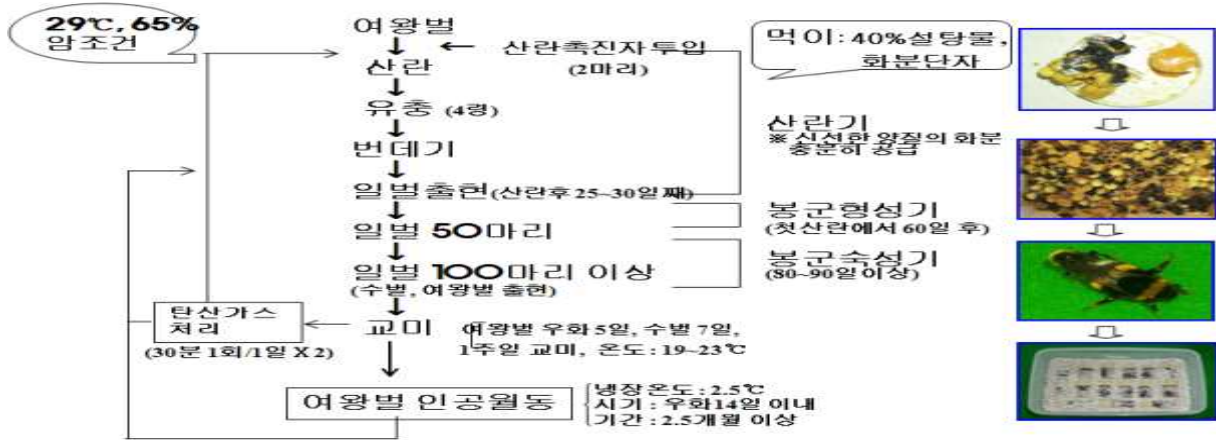 29℃, 65%
암조건
여왕벌
산란촉진자 투입
(2마리)
산란
유충 (4령)
번데기
일벌출현(산란후 25~30일째)
일벌 50마리
일벌 100마리 이상
(수벌, 여왕벌 출현)
교미
여왕벌 우화 5일, 수벌 7일,
1주일 교미, 온도 : 19~23℃
탄산가스
처리
(30분 1회/1일 X 2)
여왕벌 인공월동
냉장온도 : 2.5℃
시기 : 우화14일 이내
기간 : 2.5개월 이상
먹이 : 40%설탕물,
화분단자
산란기
※ 신선한 양질의 화분
충분히 공급
봉군형성기
(첫산란에서 60일 후)
봉군숙성기
(80~90일 이상)